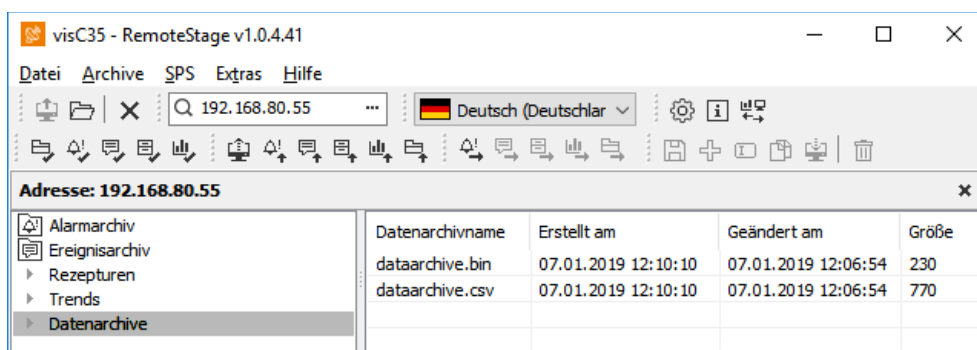 visC35 - RemoteStage v1.0.4.41
Datei Archive SPS Extras Hilfe
192.168.80.55 ... Deutsch (Deutschlar
Adresse: 192.168.80.55
Alarmarchiv
Ereignisarchiv
Rezepturen
Trends
Datenarchive
Datenarchivname Erstellt am Geändert am Größe
dataarchive.bin 07.01.2019 12:10:10 07.01.2019 12:06:54 230
dataarchive.csv 07.01.2019 12:10:10 07.01.2019 12:06:54 770